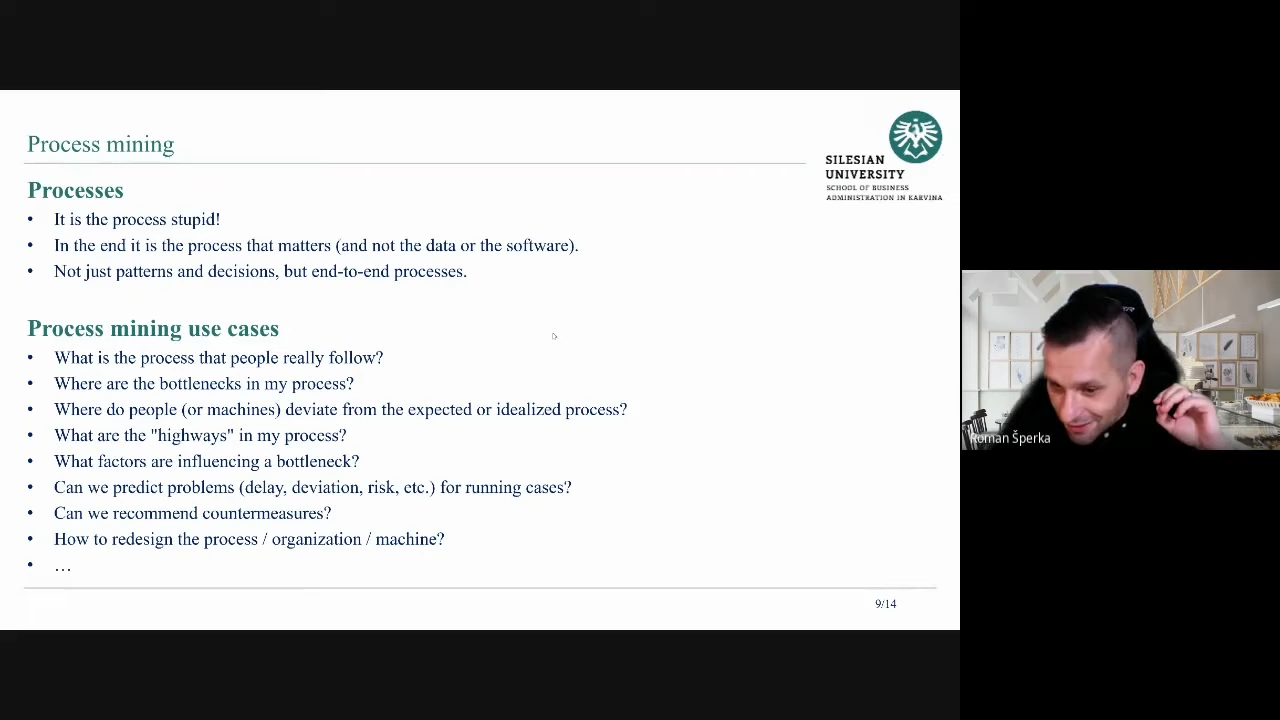 Process mining
SILESIAN
UNIVERSITY
SCHOOL OF BUSINESS
ADMINISTRATION IN KARVINA
Processes
• It is the process stupid!
• In the end it is the process that matters (and not the data or the software).
• Not just patterns and decisions, but end-to-end processes.
Process mining use cases
• What is the process that people really follow?
• Where are the bottlenecks in my process?
• Where do people (or machines) deviate from the expected or idealized process?
• What are the "highways" in my process?
• What factors are influencing a bottleneck?
• Can we predict problems (delay, deviation, risk, etc.) for running cases?
• Can we recommend countermeasures?
• How to redesign the process / organization / machine?
• …
9/14
Roman Šperka